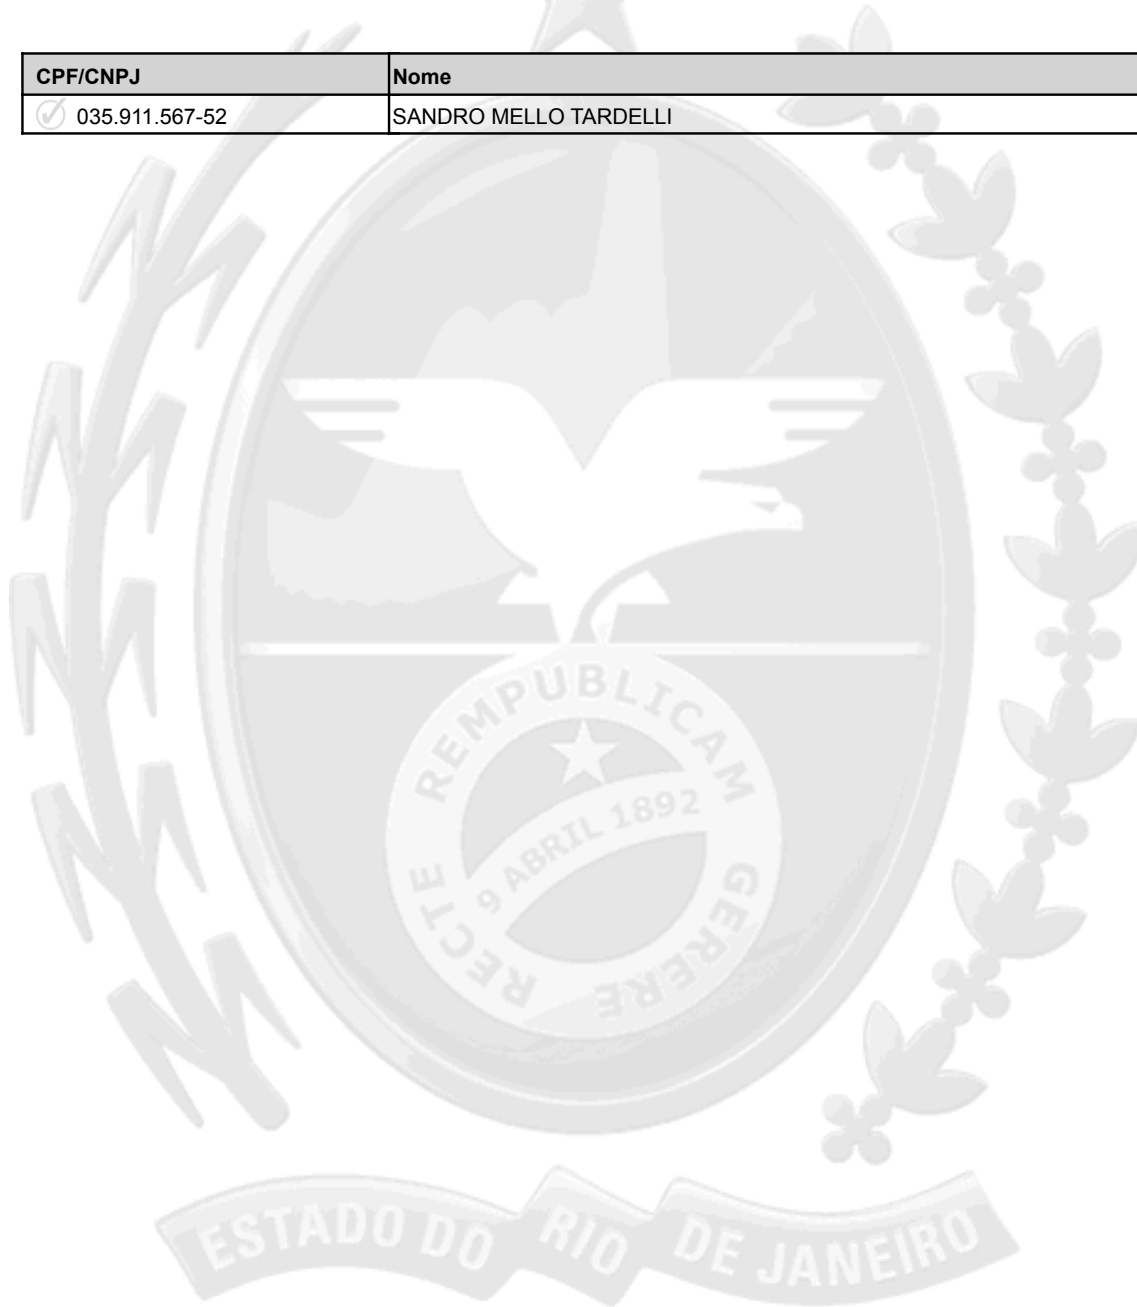 CPF/CNPJ Nome
035.911.567-52 SANDRO MELLO TARDELLI
RECTE REMPUBLICAM GERERE
9 ABRIL 1892
ESTADO DO RIO DE JANEIRO